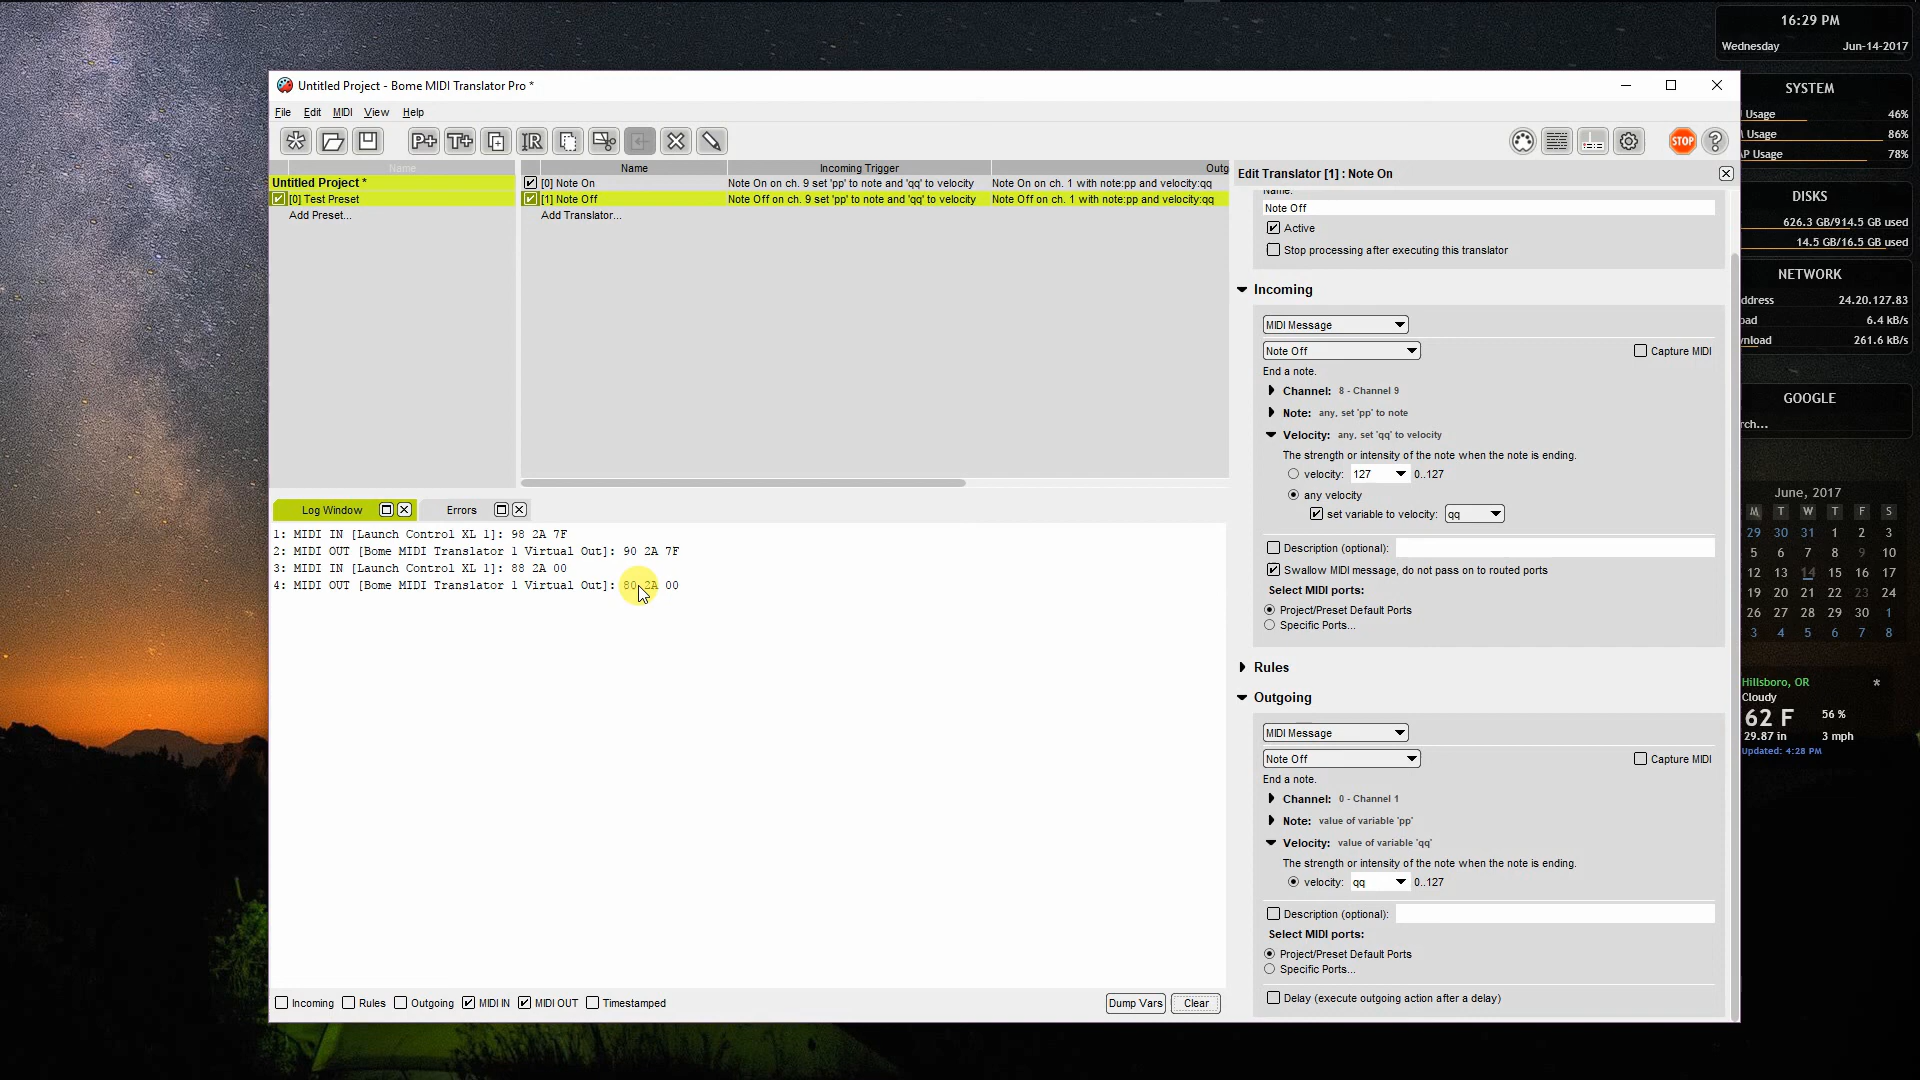 16:29 PM
Wednesday Jun-14-2017
Untitled Project - Bome MIDI Translator Pro *
File Edit MIDI View Help
P+ T+ IR STOP ?
SYSTEM
Usage 46%
Usage 86%
P Usage 78%
Name
Untitled Project *
[0] Test Preset
Add Preset...
Name Incoming Trigger Outg
[0] Note On Note On on ch. 9 set 'pp' to note and 'qq' to velocity Note On on ch. 1 with note:pp and velocity:qq
[1] Note Off Note Off on ch. 9 set 'pp' to note and 'qq' to velocity Note Off on ch. 1 with note:pp and velocity:qq
Add Translator...
Edit Translator [1] : Note On
Name:
Note Off
Active
Stop processing after executing this translator
Incoming
MIDI Message
Note Off Capture MIDI
End a note.
Channel: 8 - Channel 9
Note: any, set 'pp' to note
Velocity: any, set 'qq' to velocity
The strength or intensity of the note when the note is ending.
velocity: 127 0..127
any velocity
set variable to velocity: qq
Description (optional):
Swallow MIDI message, do not pass on to routed ports
Select MIDI ports:
Project/Preset Default Ports
Specific Ports...
Rules
Outgoing
MIDI Message
Note Off Capture MIDI
End a note.
Channel: 0 - Channel 1
Note: value of variable 'pp'
Velocity: value of variable 'qq'
The strength or intensity of the note when the note is ending.
velocity: qq 0..127
Description (optional):
Select MIDI ports:
Project/Preset Default Ports
Specific Ports...
Delay (execute outgoing action after a delay)
Log Window Errors
1: MIDI IN [Launch Control XL 1]: 98 2A 7F
2: MIDI OUT [Bome MIDI Translator 1 Virtual Out]: 90 2A 7F
3: MIDI IN [Launch Control XL 1]: 88 2A 00
4: MIDI OUT [Bome MIDI Translator 1 Virtual Out]: 80 2A 00
Incoming Rules Outgoing MIDI IN MIDI OUT Timestamped Dump Vars Clear
DISKS
626.3 GB/914.5 GB used
14.5 GB/16.5 GB used
NETWORK
ddress 24.20.127.83
oad 6.4 kB/s
wnload 261.6 kB/s
GOOGLE
rch...
June, 2017
M T W T F S
29 30 31 1 2 3
5 6 7 8 9 10
12 13 14 15 16 17
19 20 21 22 23 24
26 27 28 29 30 1
3 4 5 6 7 8
Hillsboro, OR *
Cloudy
62 F 56 %
29.87 in 3 mph
Updated: 4:28 PM